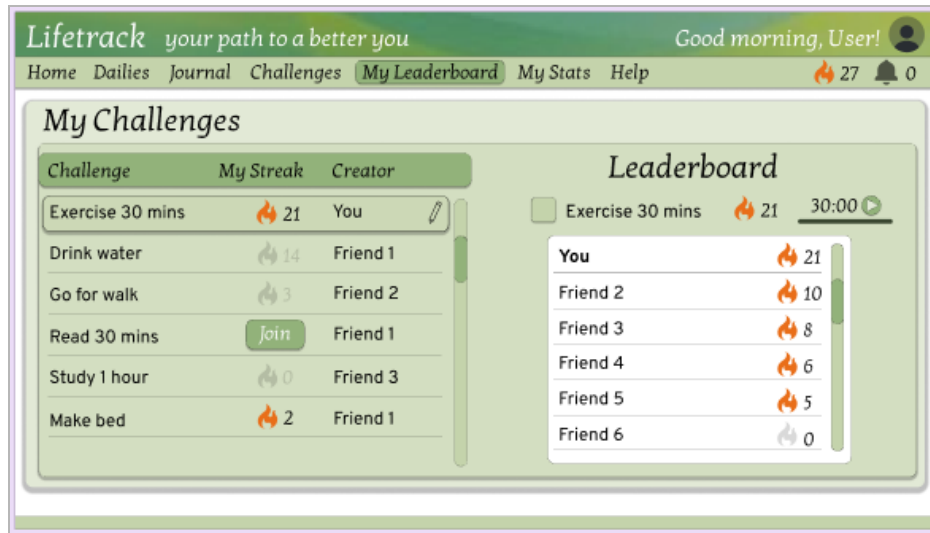 Lifetrack your path to a better you Good morning, User!
Home Dailies Journal Challenges My Leaderboard My Stats Help 27 0
My Challenges
Challenge My Streak Creator
Exercise 30 mins 21 You
Drink water 14 Friend 1
Go for walk 3 Friend 2
Read 30 mins Join Friend 1
Study 1 hour 0 Friend 3
Make bed 2 Friend 1
Leaderboard
Exercise 30 mins 21 30:00
You 21
Friend 2 10
Friend 3 8
Friend 4 6
Friend 5 5
Friend 6 0